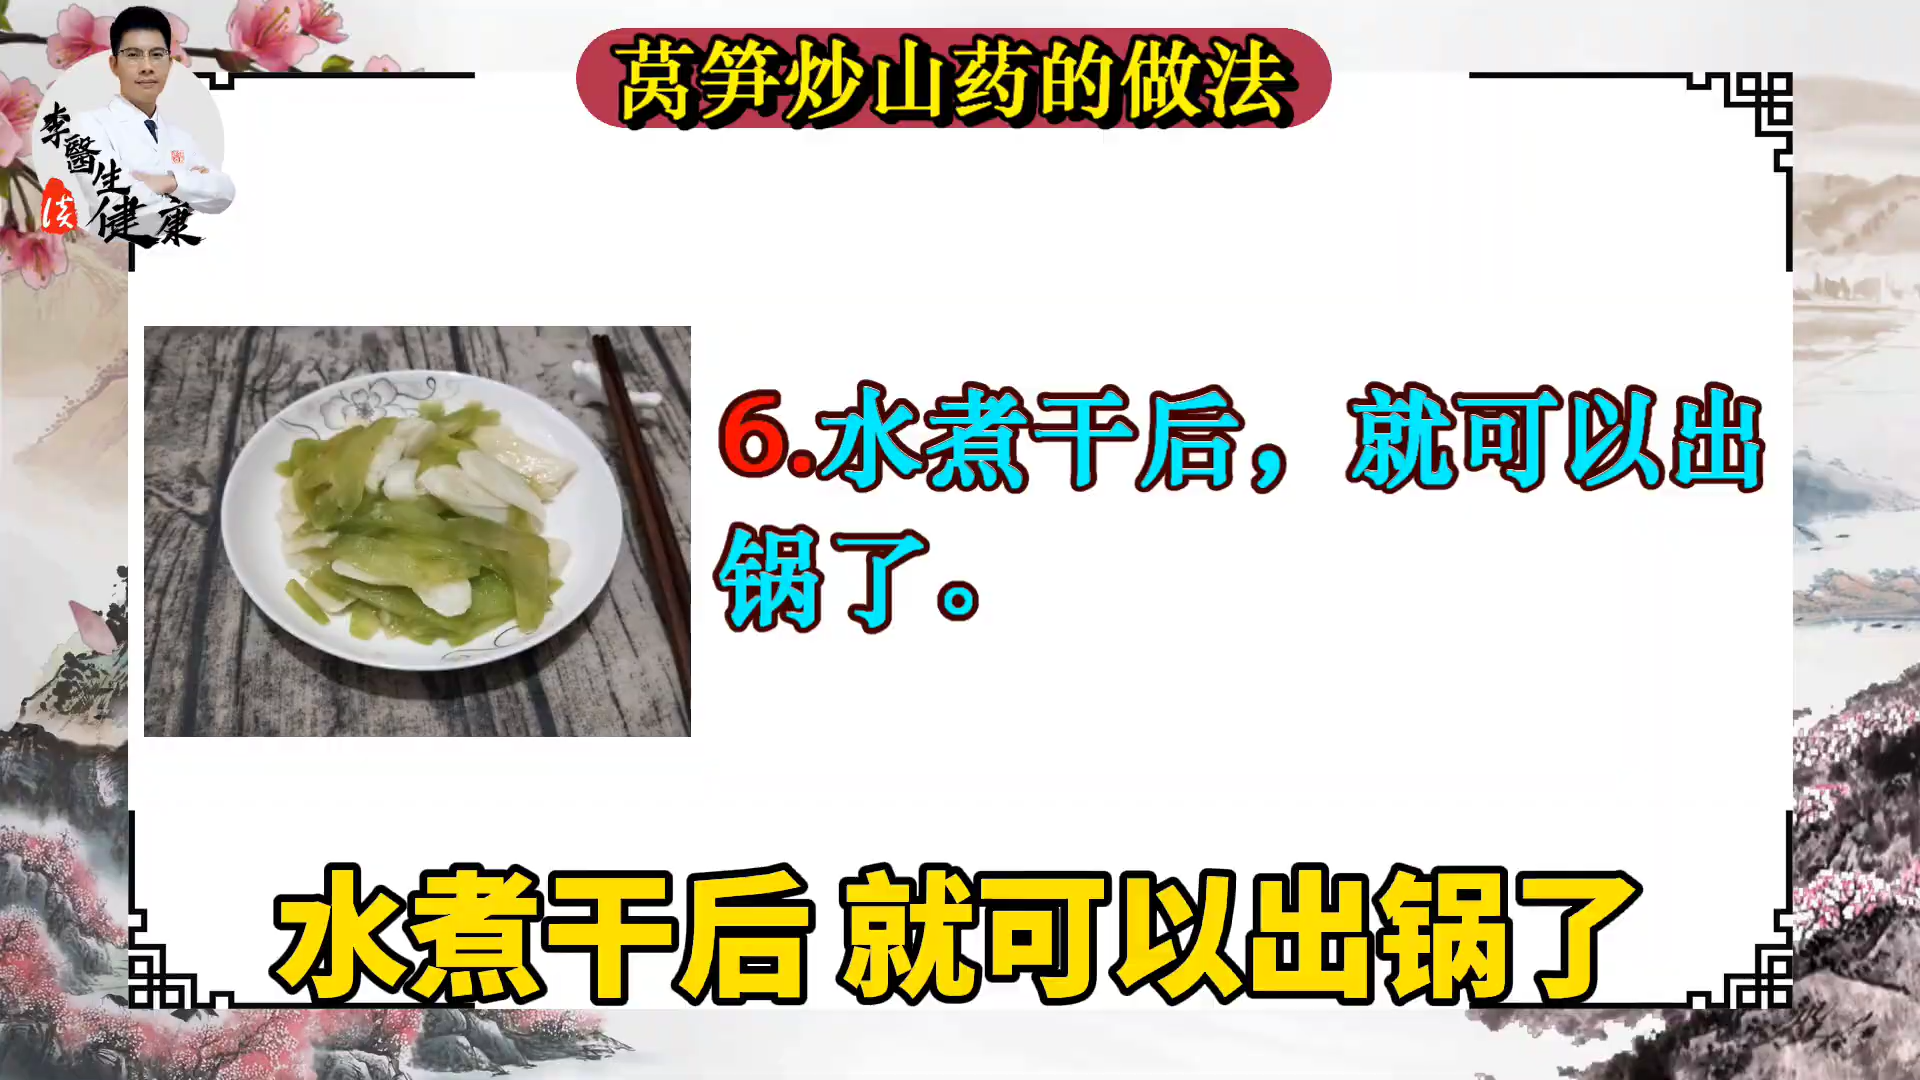 莴笋炒山药的做法
李醫生
谈健康
6.水煮干后，就可以出
锅了。
水煮干后 就可以出锅了